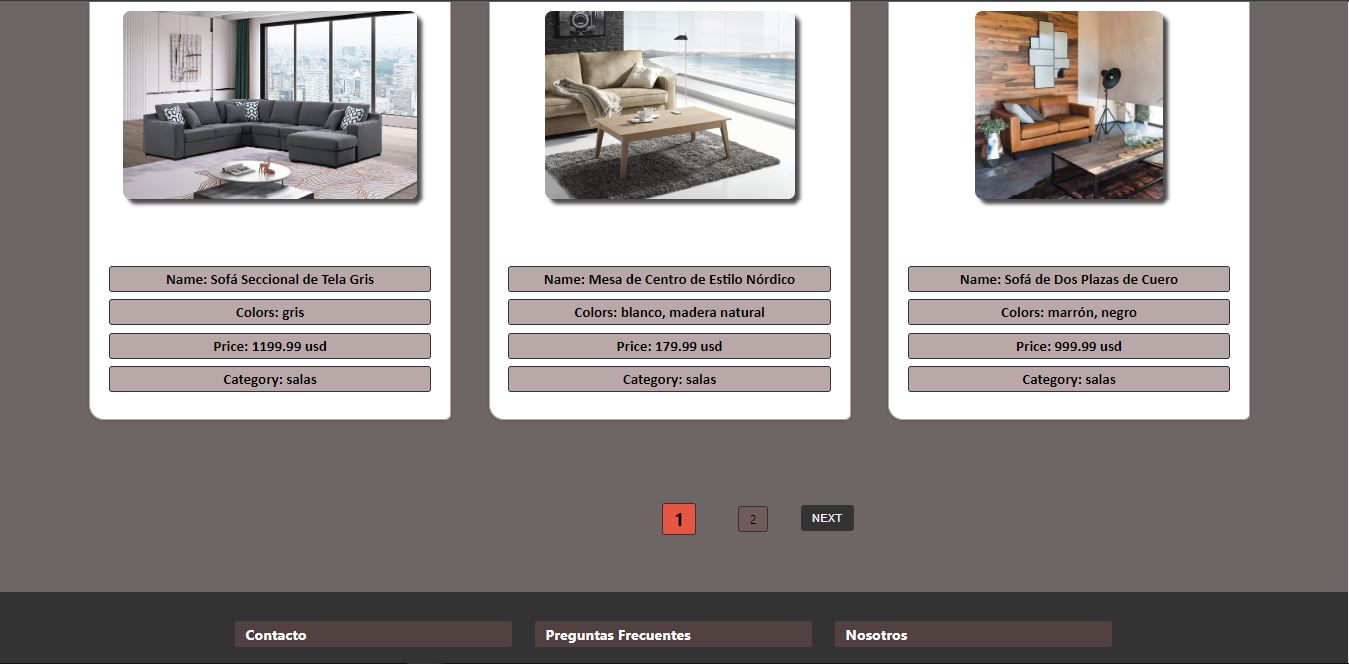 Name: Sofá Seccional de Tela Gris
Colors: gris
Price: 1199.99 usd
Category: salas
Name: Mesa de Centro de Estilo Nórdico
Colors: blanco, madera natural
Price: 179.99 usd
Category: salas
Name: Sofá de Dos Plazas de Cuero
Colors: marrón, negro
Price: 999.99 usd
Category: salas
1 2 NEXT
Contacto
Preguntas Frecuentes
Nosotros